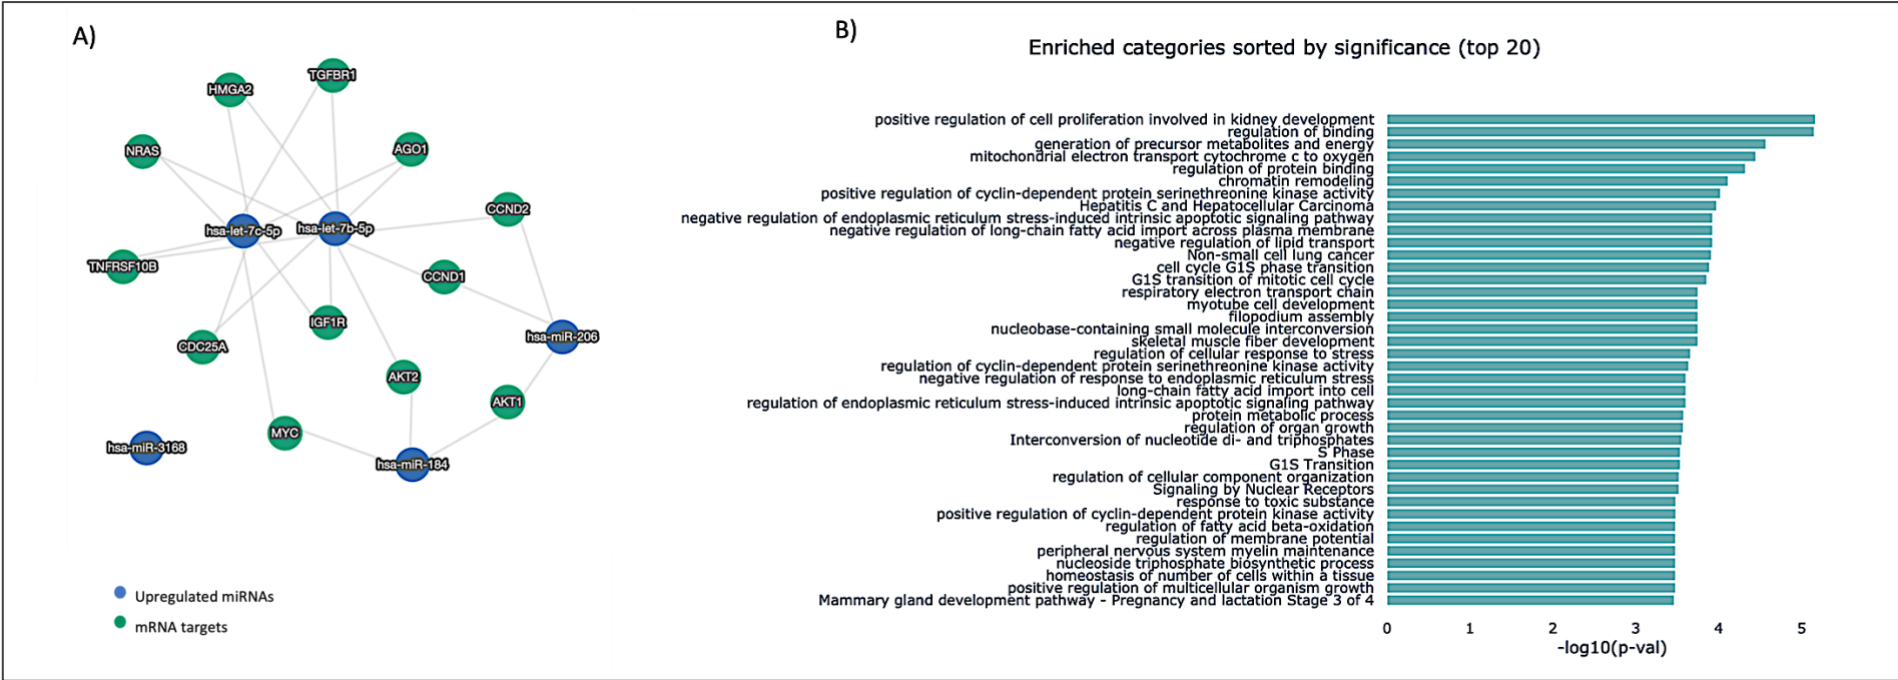 A)
TGFBR1
HMGA2
NRAS
AGO1
CCND2
hsa-let-7c-5p
hsa-let-7b-5p
TNFRSF10B
CCND1
IGF1R
hsa-miR-206
CDC25A
AKT2
AKT1
MYC
hsa-miR-3168
hsa-miR-184
Upregulated miRNAs
mRNA targets
B)
Enriched categories sorted by significance (top 20)
positive regulation of cell proliferation involved in kidney development
regulation of binding
generation of precursor metabolites and energy
mitochondrial electron transport cytochrome c to oxygen
regulation of protein binding
chromatin remodeling
positive regulation of cyclin-dependent protein serinethreonine kinase activity
Hepatitis C and Hepatocellular Carcinoma
negative regulation of endoplasmic reticulum stress-induced intrinsic apoptotic signaling pathway
negative regulation of long-chain fatty acid import across plasma membrane
negative regulation of lipid transport
Non-small cell lung cancer
cell cycle G1S phase transition
G1S transition of mitotic cell cycle
respiratory electron transport chain
myotube cell development
filopodium assembly
nucleobase-containing small molecule interconversion
skeletal muscle fiber development
regulation of cellular response to stress
regulation of cyclin-dependent protein serinethreonine kinase activity
negative regulation of response to endoplasmic reticulum stress
long-chain fatty acid import into cell
regulation of endoplasmic reticulum stress-induced intrinsic apoptotic signaling pathway
protein metabolic process
regulation of organ growth
Interconversion of nucleotide di- and triphosphates
S Phase
G1S Transition
regulation of cellular component organization
Signaling by Nuclear Receptors
response to toxic substance
positive regulation of cyclin-dependent protein kinase activity
regulation of fatty acid beta-oxidation
regulation of membrane potential
peripheral nervous system myelin maintenance
nucleoside triphosphate biosynthetic process
homeostasis of number of cells within a tissue
positive regulation of multicellular organism growth
Mammary gland development pathway - Pregnancy and lactation Stage 3 of 4
0 1 2 3 4 5
-log10(p-val)